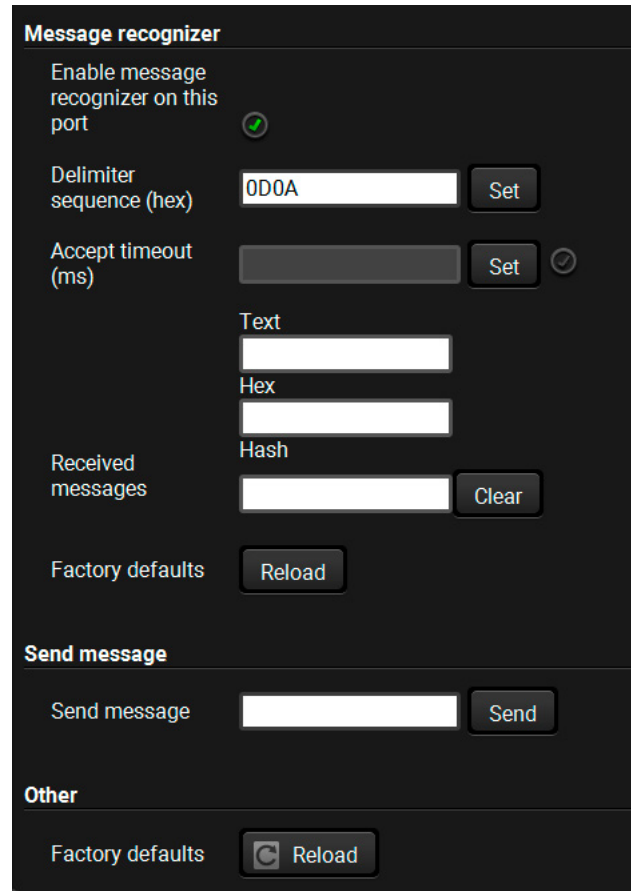 Message recognizer
Enable message
recognizer on this
port
Delimiter
sequence (hex)
0D0A
Set
Accept timeout
(ms)
Set
Text
Hex
Hash
Received
messages
Clear
Factory defaults
Reload
Send message
Send message
Send
Other
Factory defaults
Reload